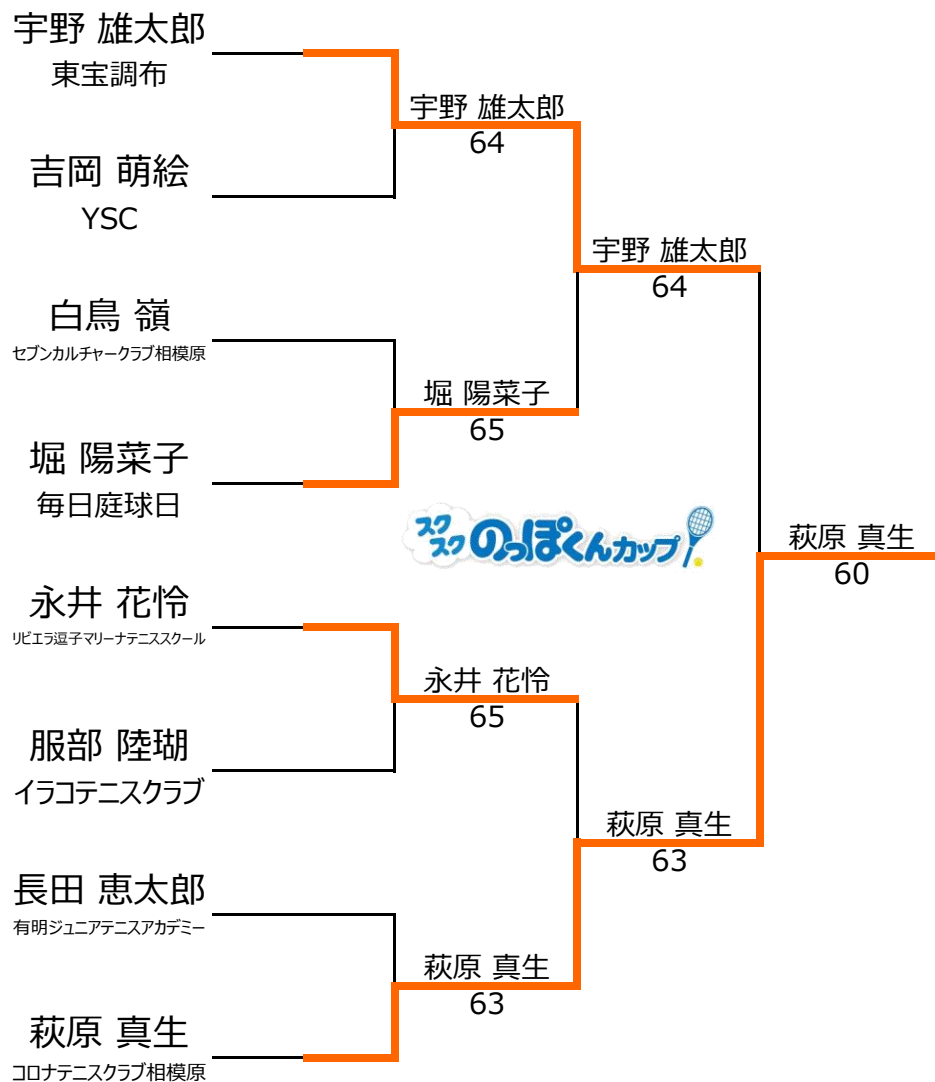 宇野 雄太郎
東宝調布
宇野 雄太郎
64
吉岡 萌絵
YSC
宇野 雄太郎
64
白鳥 嶺
セブンカルチャークラブ相模原
堀 陽菜子
65
堀 陽菜子
毎日庭球日
スクスク
のっぽくんカップ
萩原 真生
60
永井 花怜
リビエラ逗子マリーナテニススクール
永井 花怜
65
服部 陸瑚
イラコテニスクラブ
萩原 真生
63
長田 恵太郎
有明ジュニアテニスアカデミー
萩原 真生
63
萩原 真生
コロナテニスクラブ相模原